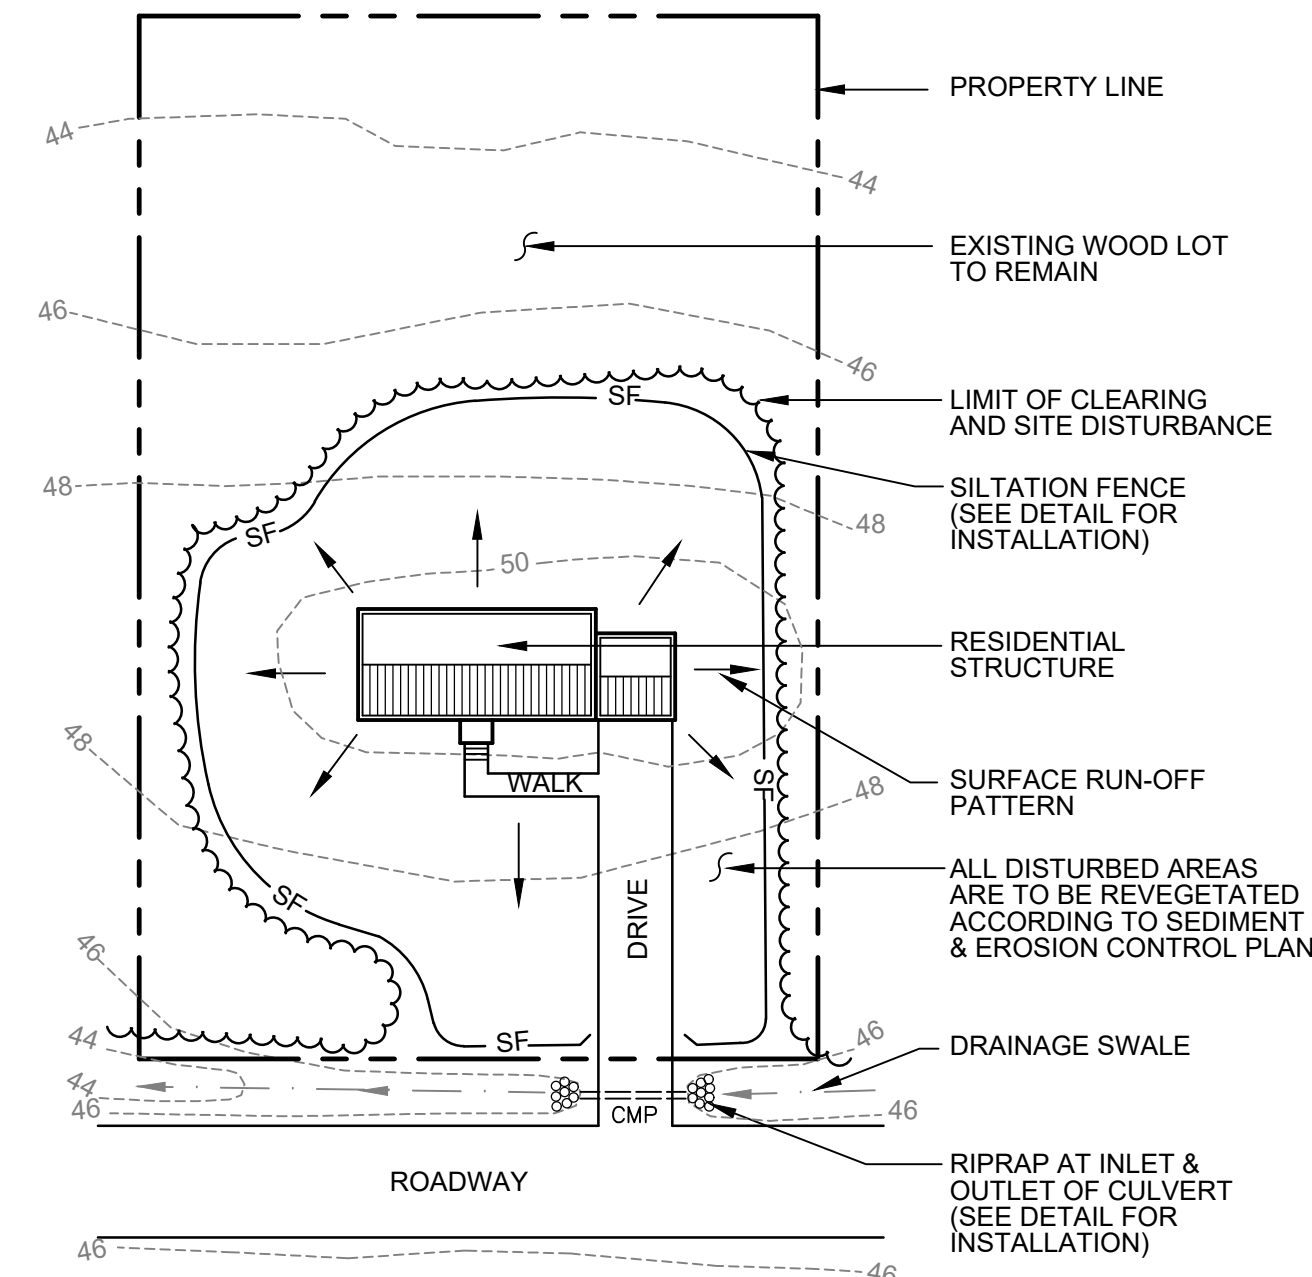 PROPERTY LINE
44
44
EXISTING WOOD LOT
TO REMAIN
46
46
LIMIT OF CLEARING
AND SITE DISTURBANCE
SF
48
48
SILTATION FENCE
(SEE DETAIL FOR
INSTALLATION)
SF
50
RESIDENTIAL
STRUCTURE
48
48
WALK
SF
SURFACE RUN-OFF
PATTERN
ALL DISTURBED AREAS
ARE TO BE REVEGETATED
ACCORDING TO SEDIMENT
& EROSION CONTROL PLAN
SF
DRIVE
46
46
44
SF
DRAINAGE SWALE
44
46
46
CMP
ROADWAY
RIPRAP AT INLET &
OUTLET OF CULVERT
(SEE DETAIL FOR
INSTALLATION)
46
46